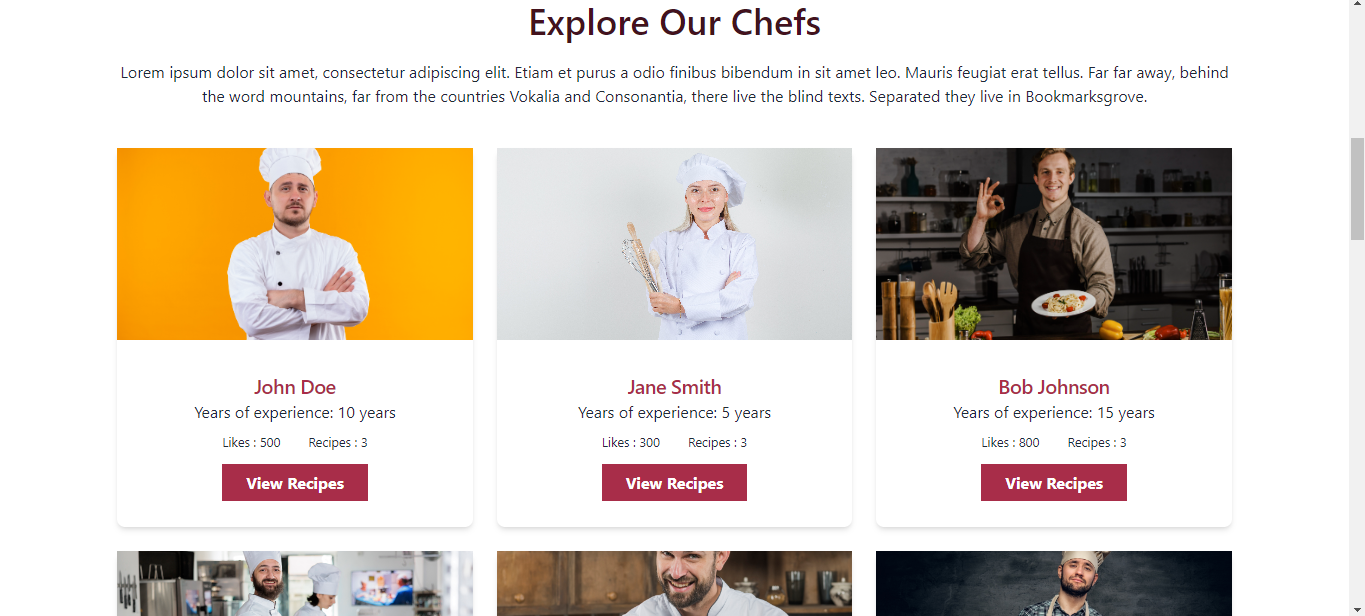 Explore Our Chefs
Lorem ipsum dolor sit amet, consectetur adipiscing elit. Etiam et purus a odio finibus bibendum in sit amet leo. Mauris feugiat erat tellus. Far far away, behind
the word mountains, far from the countries Vokalia and Consonantia, there live the blind texts. Separated they live in Bookmarksgrove.
John Doe
Years of experience: 10 years
Likes : 500 Recipes : 3
View Recipes
Jane Smith
Years of experience: 5 years
Likes : 300 Recipes : 3
View Recipes
Bob Johnson
Years of experience: 15 years
Likes : 800 Recipes : 3
View Recipes